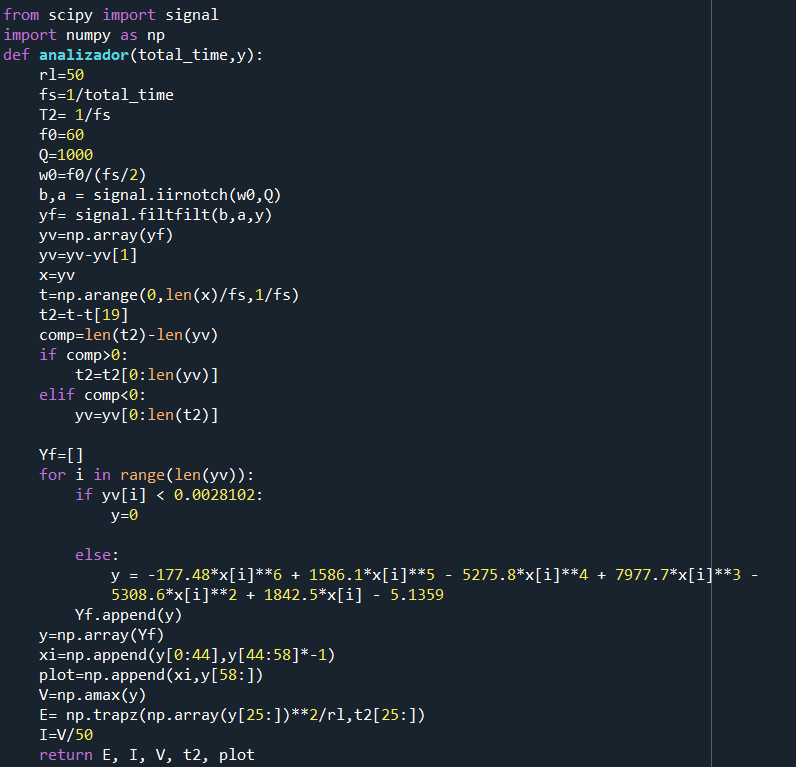 from scipy import signal
import numpy as np
def analizador(total_time,y):
    rl=50
    fs=1/total_time
    T2= 1/fs
    f0=60
    Q=1000
    w0=f0/(fs/2)
    b,a = signal.iirnotch(w0,Q)
    yf= signal.filtfilt(b,a,y)
    yv=np.array(yf)
    yv=yv-yv[1]
    x=yv
    t=np.arange(0,len(x)/fs,1/fs)
    t2=t-t[19]
    comp=len(t2)-len(yv)
    if comp>0:
        t2=t2[0:len(yv)]
    elif comp<0:
        yv=yv[0:len(t2)]

    Yf=[]
    for i in range(len(yv)):
        if yv[i] < 0.0028102:
            y=0

        else:
            y = -177.48*x[i]**6 + 1586.1*x[i]**5 - 5275.8*x[i]**4 + 7977.7*x[i]**3 -
            5308.6*x[i]**2 + 1842.5*x[i] - 5.1359
        Yf.append(y)
    y=np.array(Yf)
    xi=np.append(y[0:44],y[44:58]*-1)
    plot=np.append(xi,y[58:])
    V=np.amax(y)
    E= np.trapz(np.array(y[25:])**2/rl,t2[25:])
    I=V/50
    return E, I, V, t2, plot